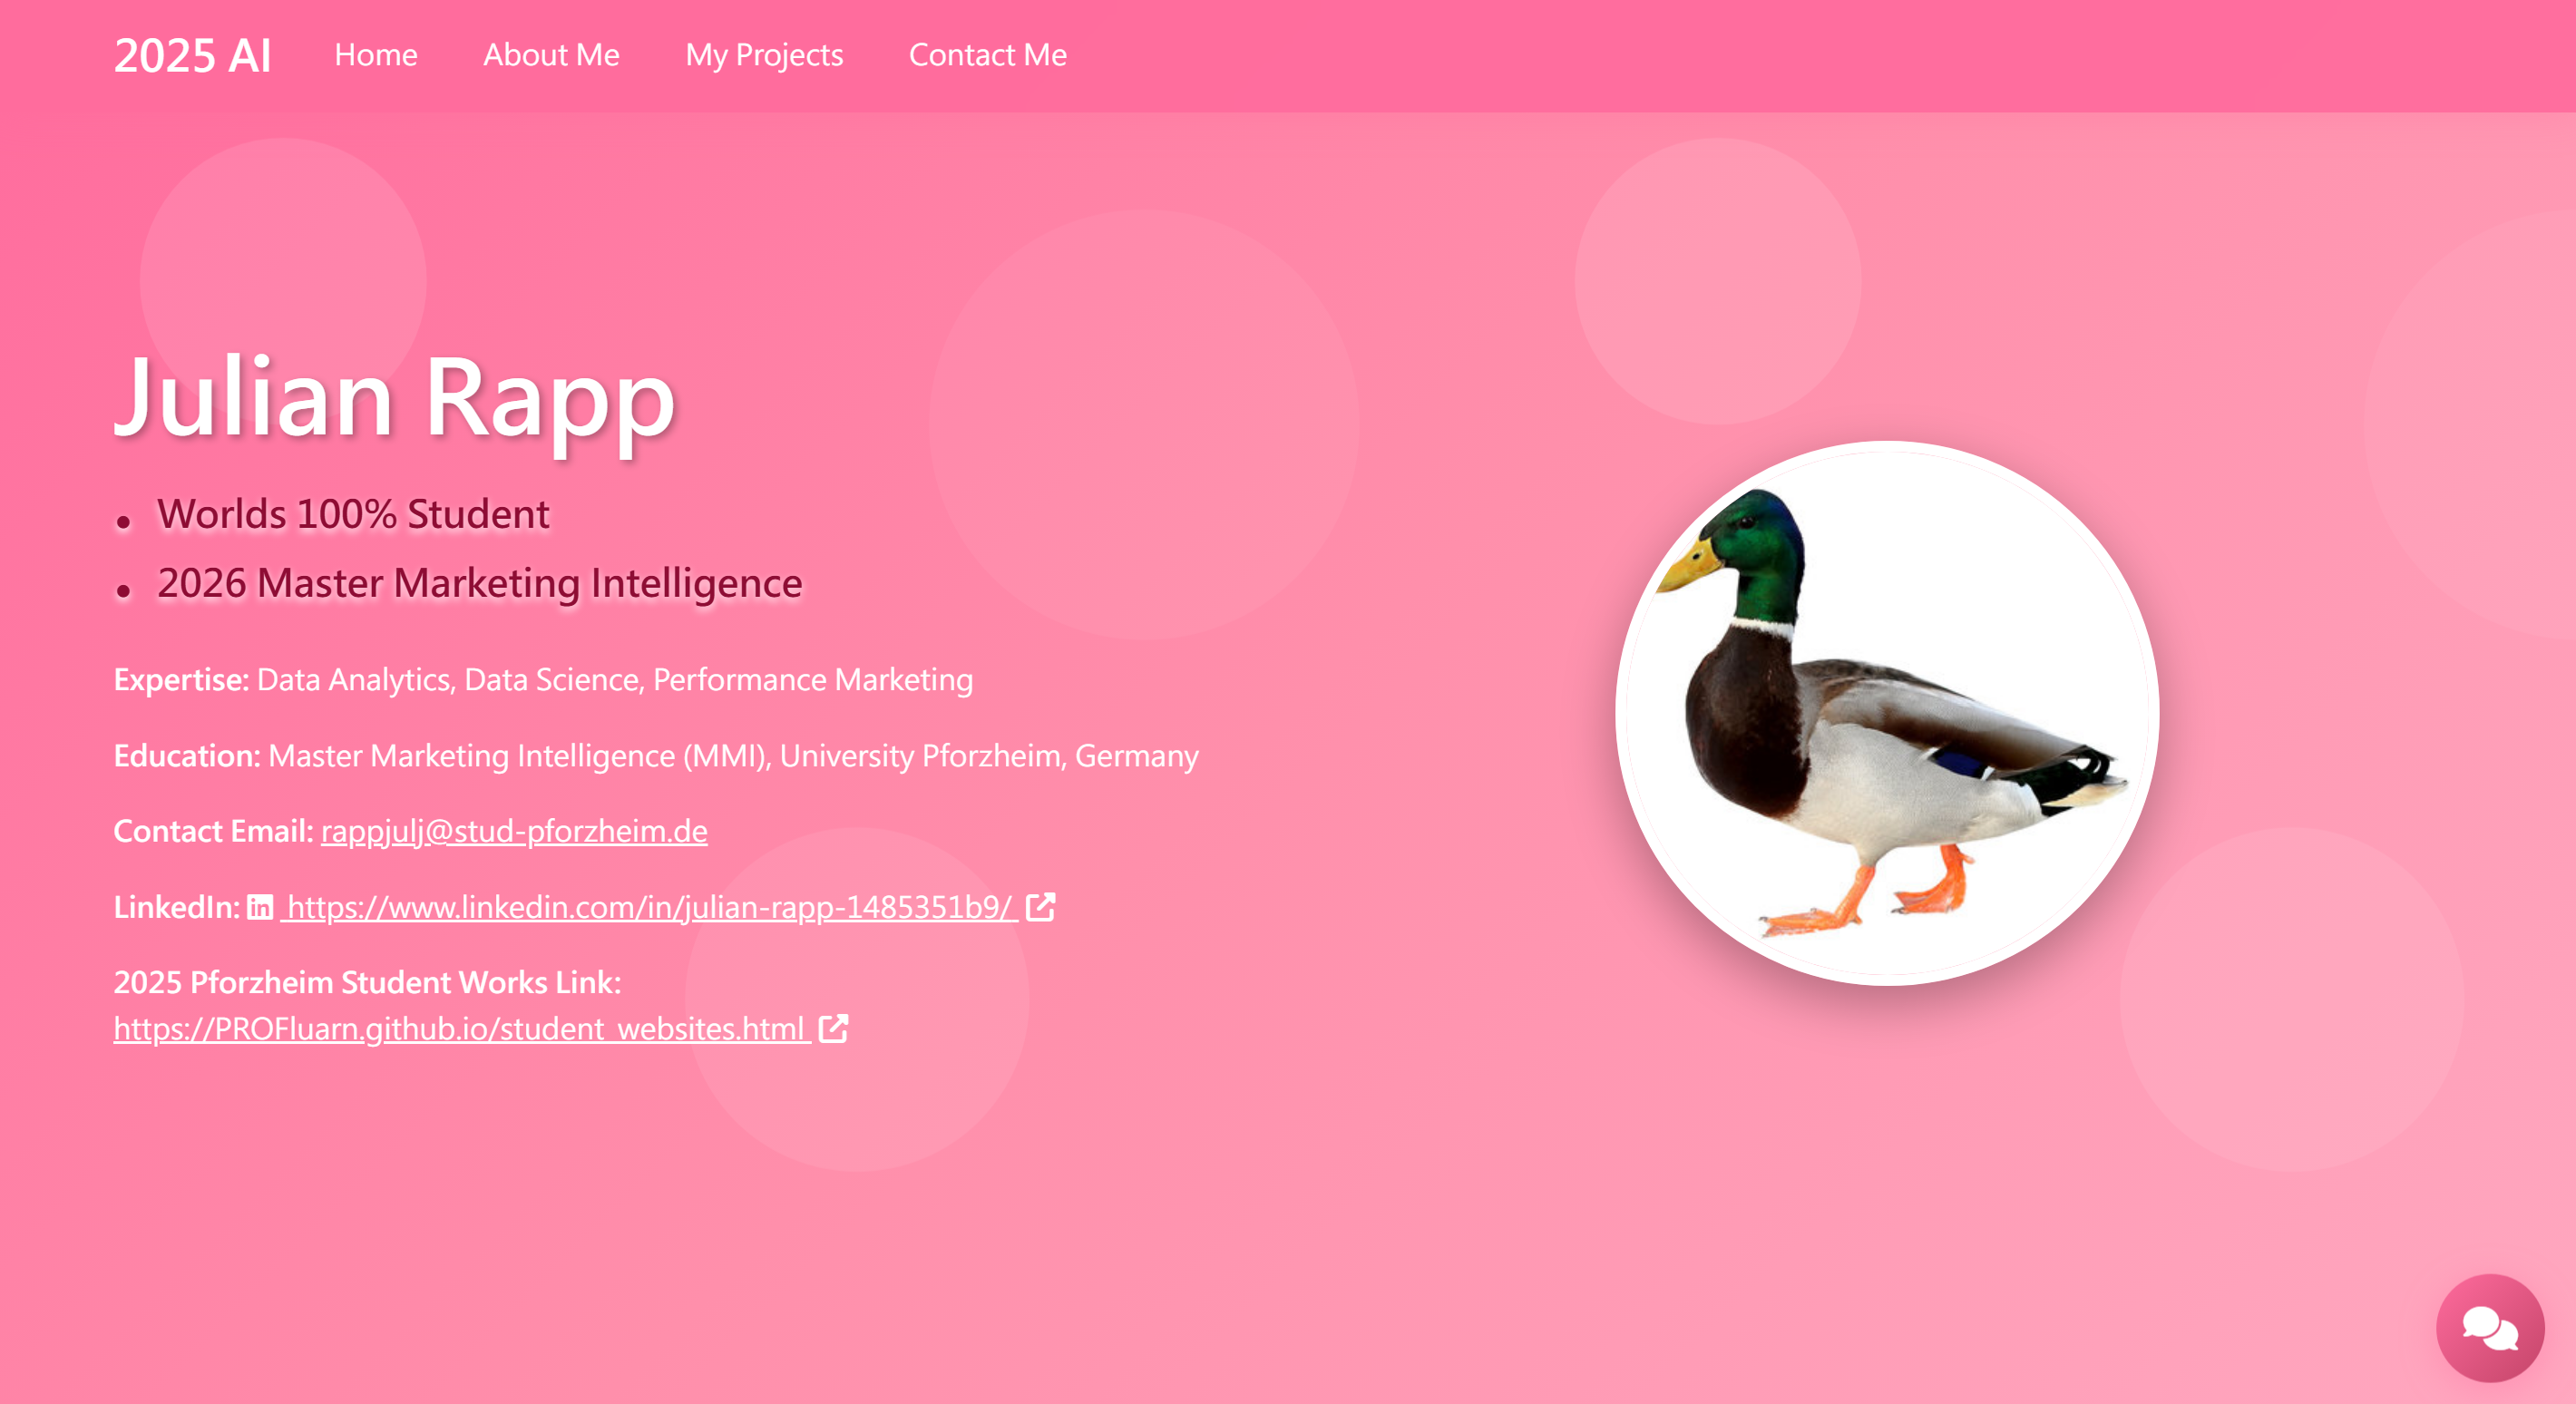 2025 AI Home About Me My Projects Contact Me
Julian Rapp
• Worlds 100% Student
• 2026 Master Marketing Intelligence
Expertise: Data Analytics, Data Science, Performance Marketing
Education: Master Marketing Intelligence (MMI), University Pforzheim, Germany
Contact Email: rappjulj@stud-pforzheim.de
LinkedIn: in https://www.linkedin.com/in/julian-rapp-1485351b9/
2025 Pforzheim Student Works Link:
https://PROFluarn.github.io/student_websites.html